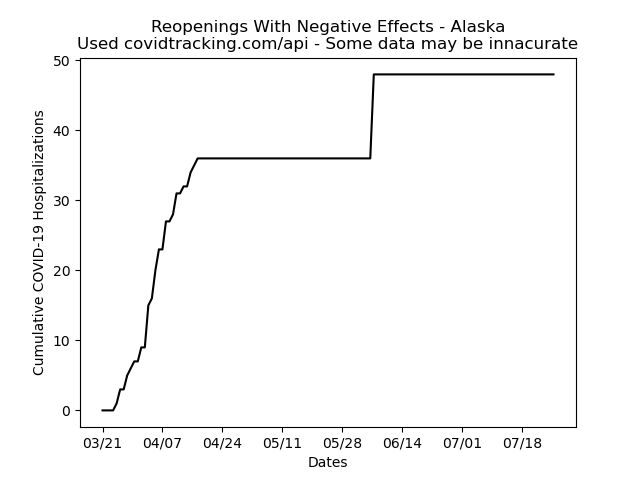 Reopenings With Negative Effects - Alaska
Used covidtracking.com/api - Some data may be innacurate
Cumulative COVID-19 Hospitalizations
50
40
30
20
10
0
03/21 04/07 04/24 05/11 05/28 06/14 07/01 07/18
Dates